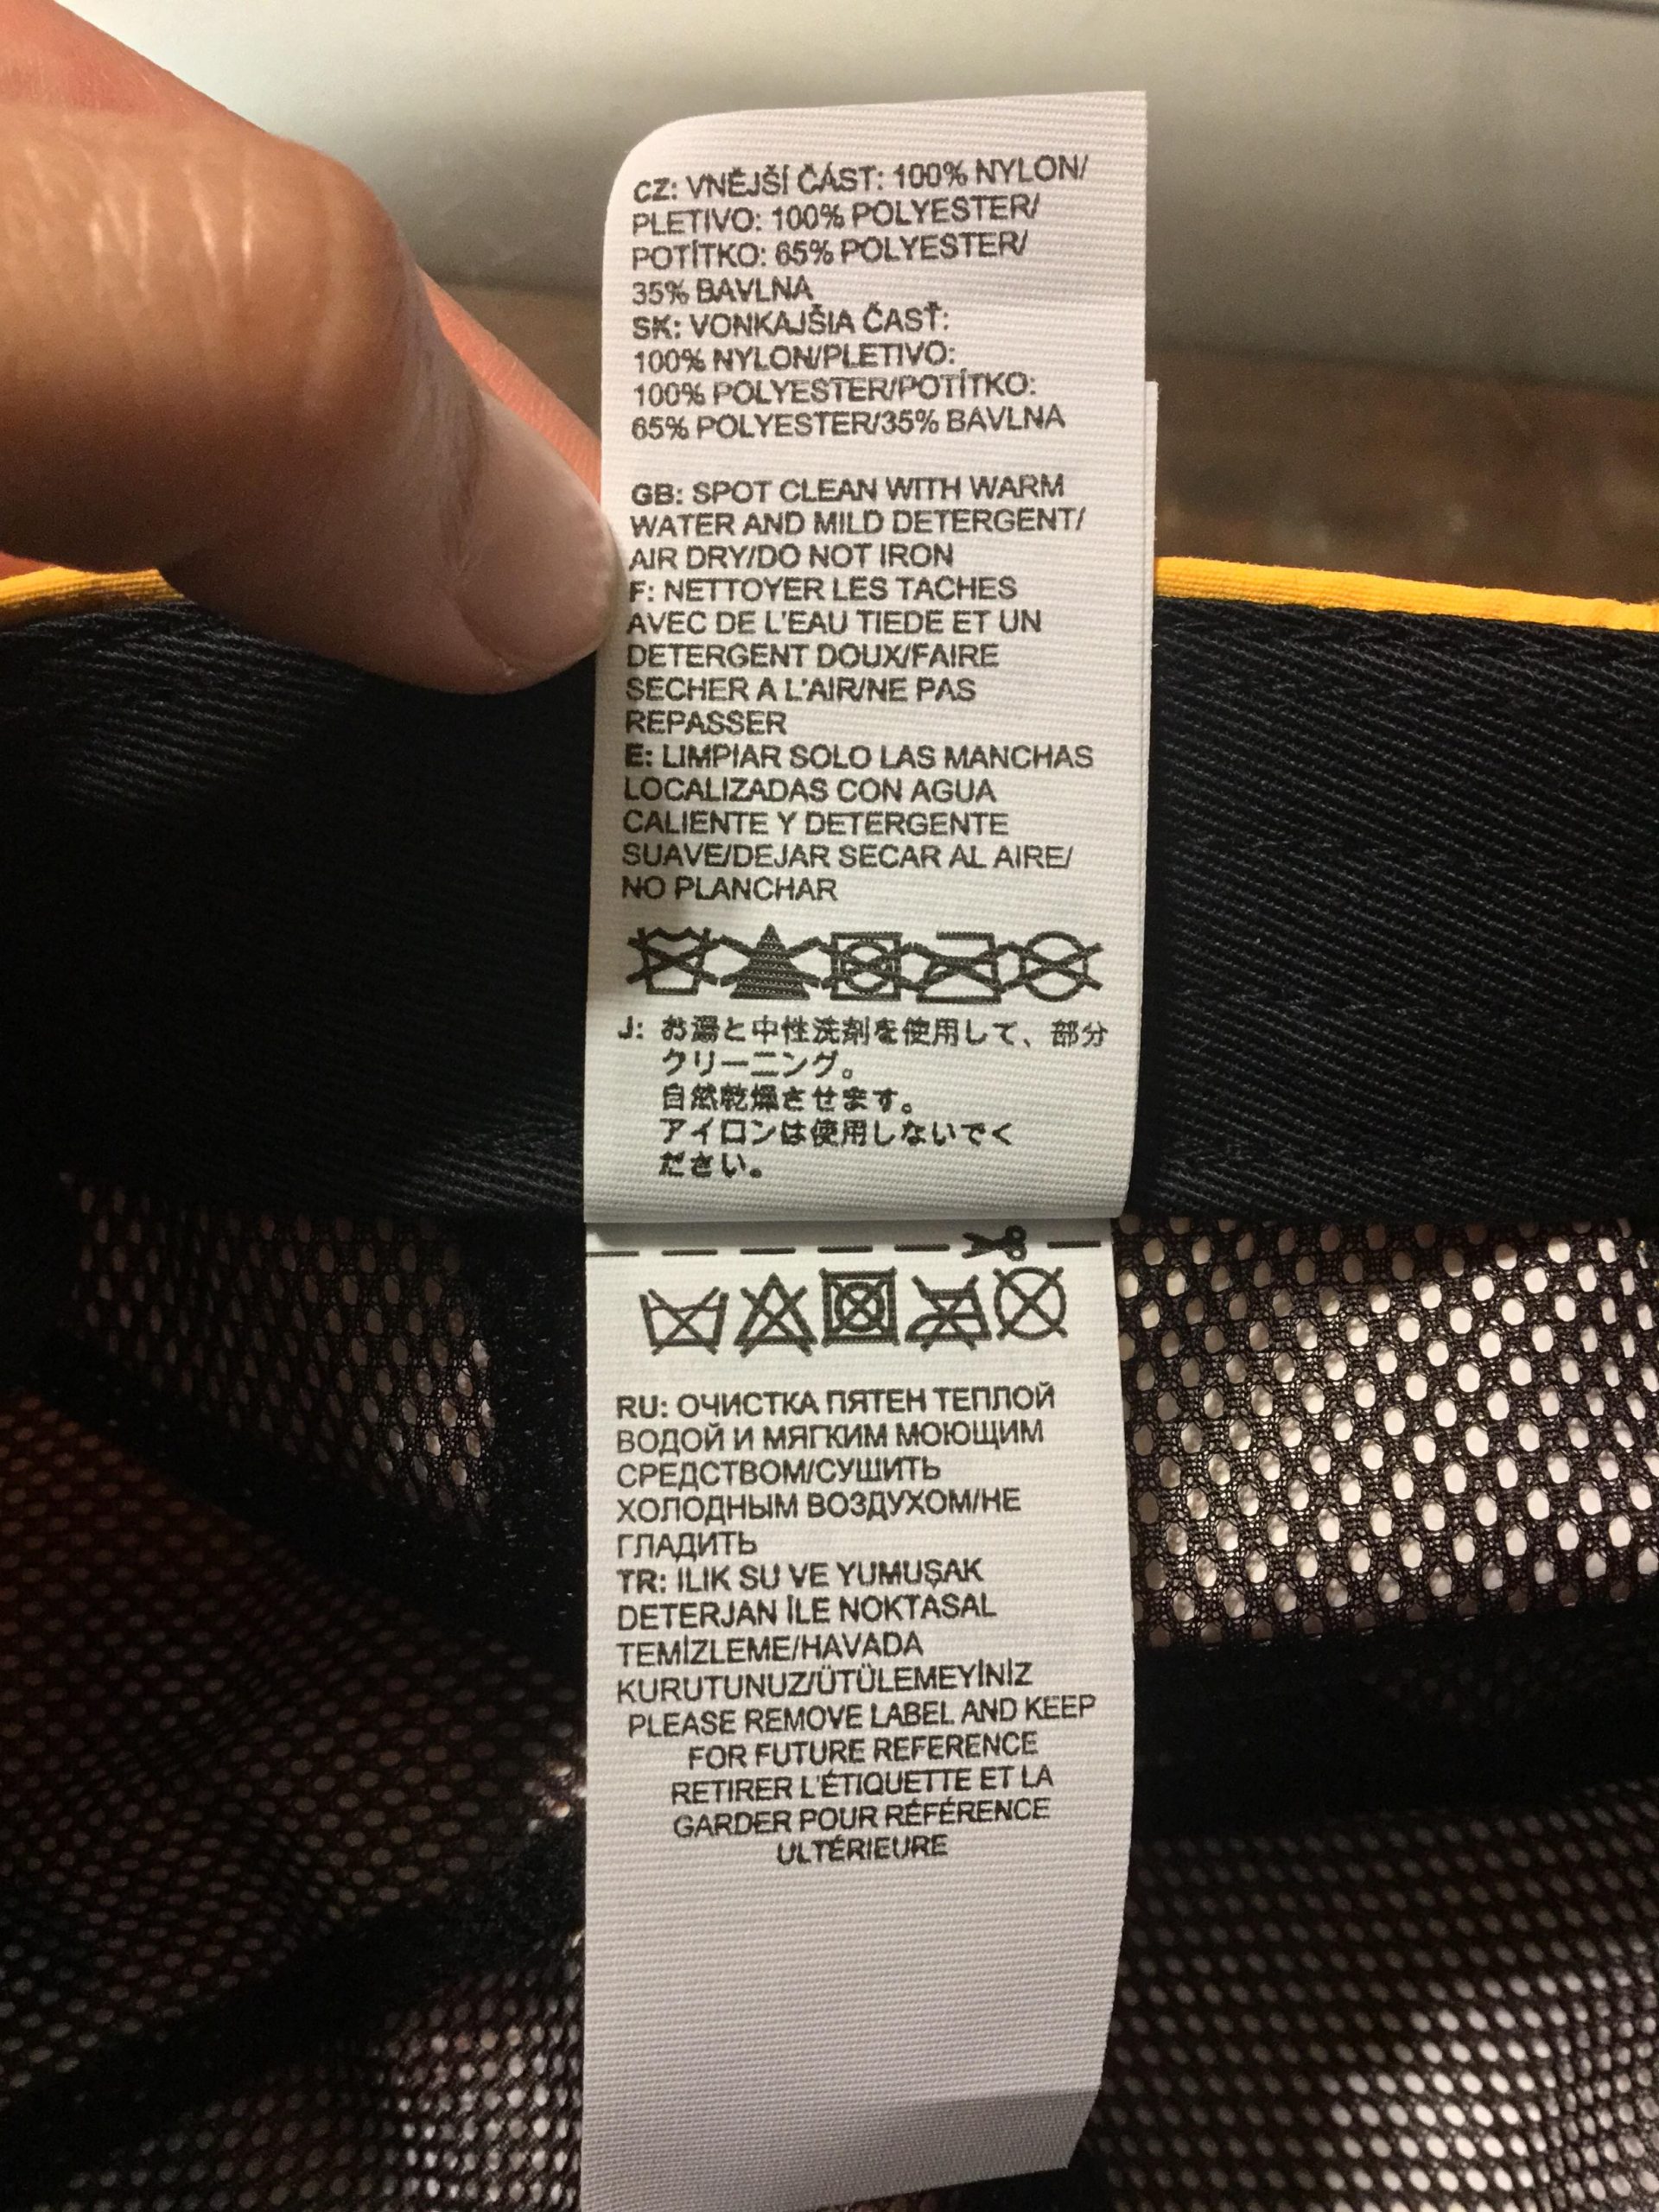 CZ: VNĚJŠÍ ČÁST: 100% NYLON/
PLETIVO: 100% POLYESTER/
POTÍTKO: 65% POLYESTER/
35% BAVLNA
SK: VONKAJŠIA ČASŤ:
100% NYLON/PLETIVO:
100% POLYESTER/POTÍTKO:
65% POLYESTER/35% BAVLNA
GB: SPOT CLEAN WITH WARM
WATER AND MILD DETERGENT/
AIR DRY/DO NOT IRON
F: NETTOYER LES TACHES
AVEC DE L'EAU TIEDE ET UN
DETERGENT DOUX/FAIRE
SECHER A L'AIR/NE PAS
REPASSER
E: LIMPIAR SOLO LAS MANCHAS
LOCALIZADAS CON AGUA
CALIENTE Y DETERGENTE
SUAVE/DEJAR SECAR AL AIRE/
NO PLANCHAR
J: お湯と中性洗剤を使用して、部分
クリーニング。
自然乾燥させます。
アイロンは使用しないでく
ださい。
RU: ОЧИСТКА ПЯТЕН ТЕПЛОЙ
ВОДОЙ И МЯГКИМ МОЮЩИМ
СРЕДСТВОМ/СУШИТЬ
ХОЛОДНЫМ ВОЗДУХОМ/НЕ
ГЛАДИТЬ
TR: ILIK SU VE YUMUŞAK
DETERJAN İLE NOKTASAL
TEMİZLEME/HAVADA
KURUTUNUZ/ÜTÜLEMEYİNİZ
PLEASE REMOVE LABEL AND KEEP
FOR FUTURE REFERENCE
RETIRER L'ÉTIQUETTE ET LA
GARDER POUR RÉFÉRENCE
ULTÉRIEURE